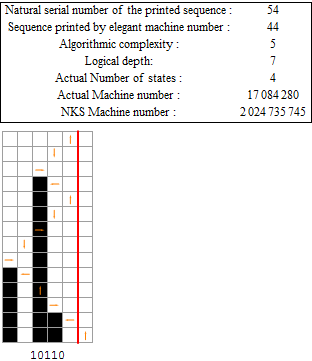 Natural serial number of the printed sequence : 54
Sequence printed by elegant machine number : 44
Algorithmic complexity : 5
Logical depth: 7
Actual Number of states : 4
Actual Machine number : 17 084 280
NKS Machine number : 2 024 735 745
10110